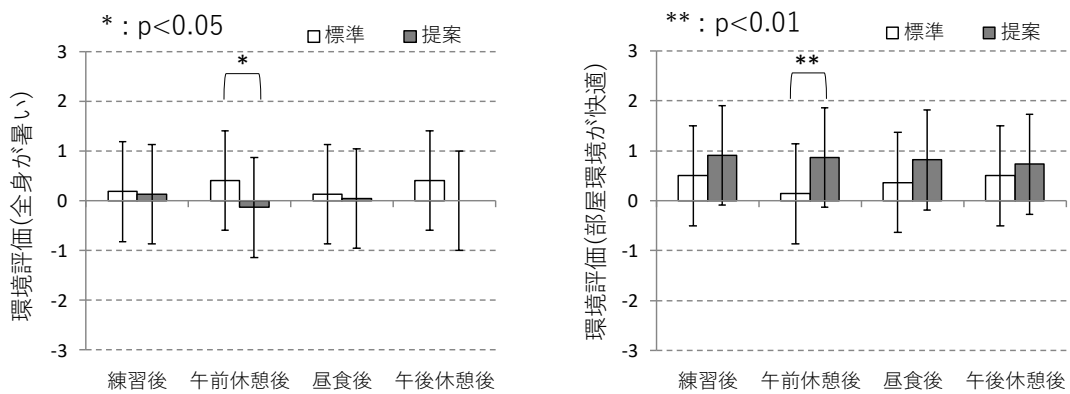 * : p<0.05
□標準 ■提案
3
2
1
0
-1
-2
-3
環境評価(全身が暑い)
*
練習後 午前休憩後 昼食後 午後休憩後
** : p<0.01
□標準 ■提案
3
2
1
0
-1
-2
-3
環境評価(部屋環境が快適)
**
練習後 午前休憩後 昼食後 午後休憩後